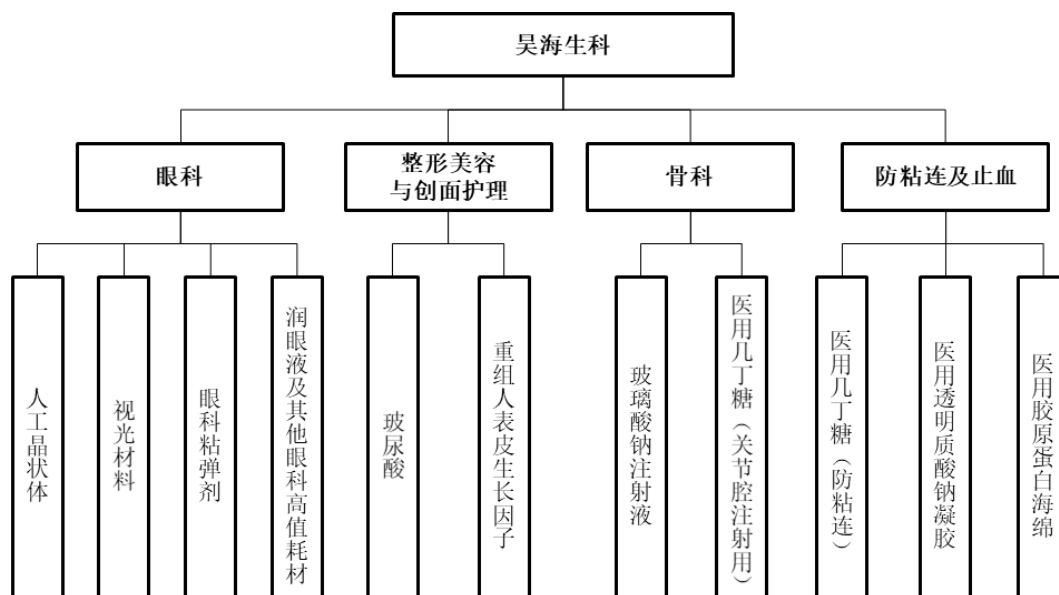 昊海生科
眼科
整形美容
与创面护理
骨科
防粘连及止血
人工晶状体
视光材料
眼科粘弹剂
润眼液及其他眼科高值耗材
玻尿酸
重组人表皮生长因子
玻璃酸钠注射液
医用几丁糖（关节腔注射用）
医用几丁糖（防粘连）
医用透明质酸钠凝胶
医用胶原蛋白海绵